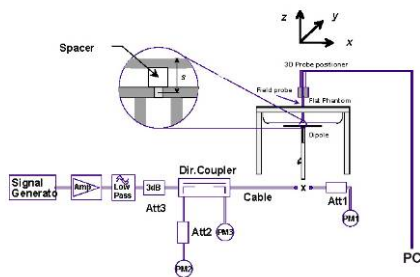 z
y
x
3D Probe positioner
Spacer
s
Field probe
Flat Phantom
Dipole
Dir.Coupler
Signal
Generato
Amp
Low
Pass
3dB
Att3
Cable
x
Att1
PM1
Att2
PM3
PM2
PC